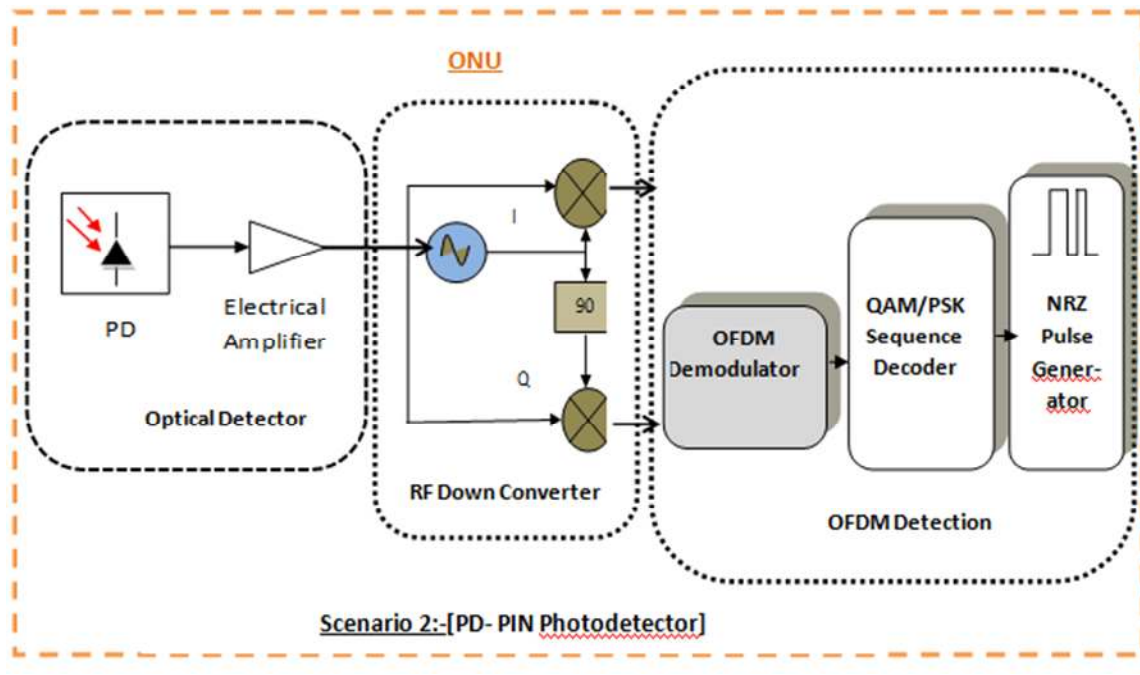 ONU
PD
Electrical
Amplifier
Optical Detector
I
90
Q
RF Down Converter
OFDM
Demodulator
QAM/PSK
Sequence
Decoder
NRZ
Pulse
Gener-
ator
OFDM Detection
Scenario 2:-[PD- PIN Photodetector]